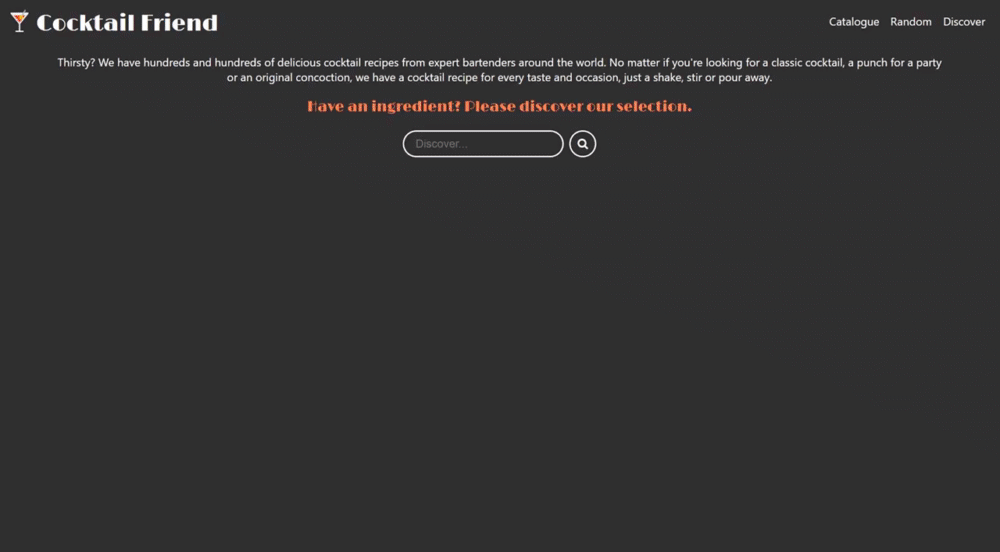 Cocktail Friend
Catalogue Random Discover
Thirsty? We have hundreds and hundreds of delicious cocktail recipes from expert bartenders around the world. No matter if you're looking for a classic cocktail, a punch for a party
or an original concoction, we have a cocktail recipe for every taste and occasion, just a shake, stir or pour away.
Have an ingredient? Please discover our selection.
Discover...